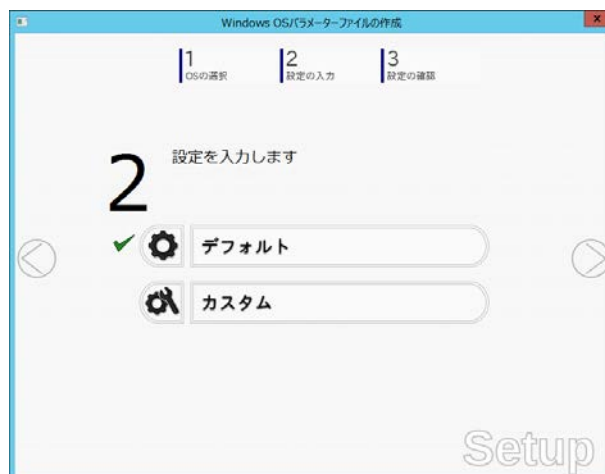 Windows OSパラメーターファイルの作成
x
1
OSの選択
2
設定の入力
3
設定の確認
2
設定を入力します
デフォルト
カスタム
Setup